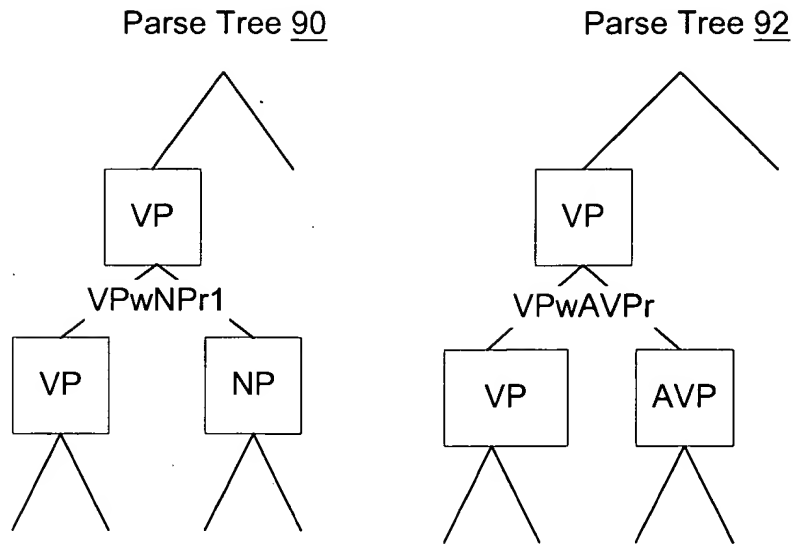 Parse Tree 90 Parse Tree 92
VP VP
VPwNPr1 VPwAVPr
VP NP VP AVP